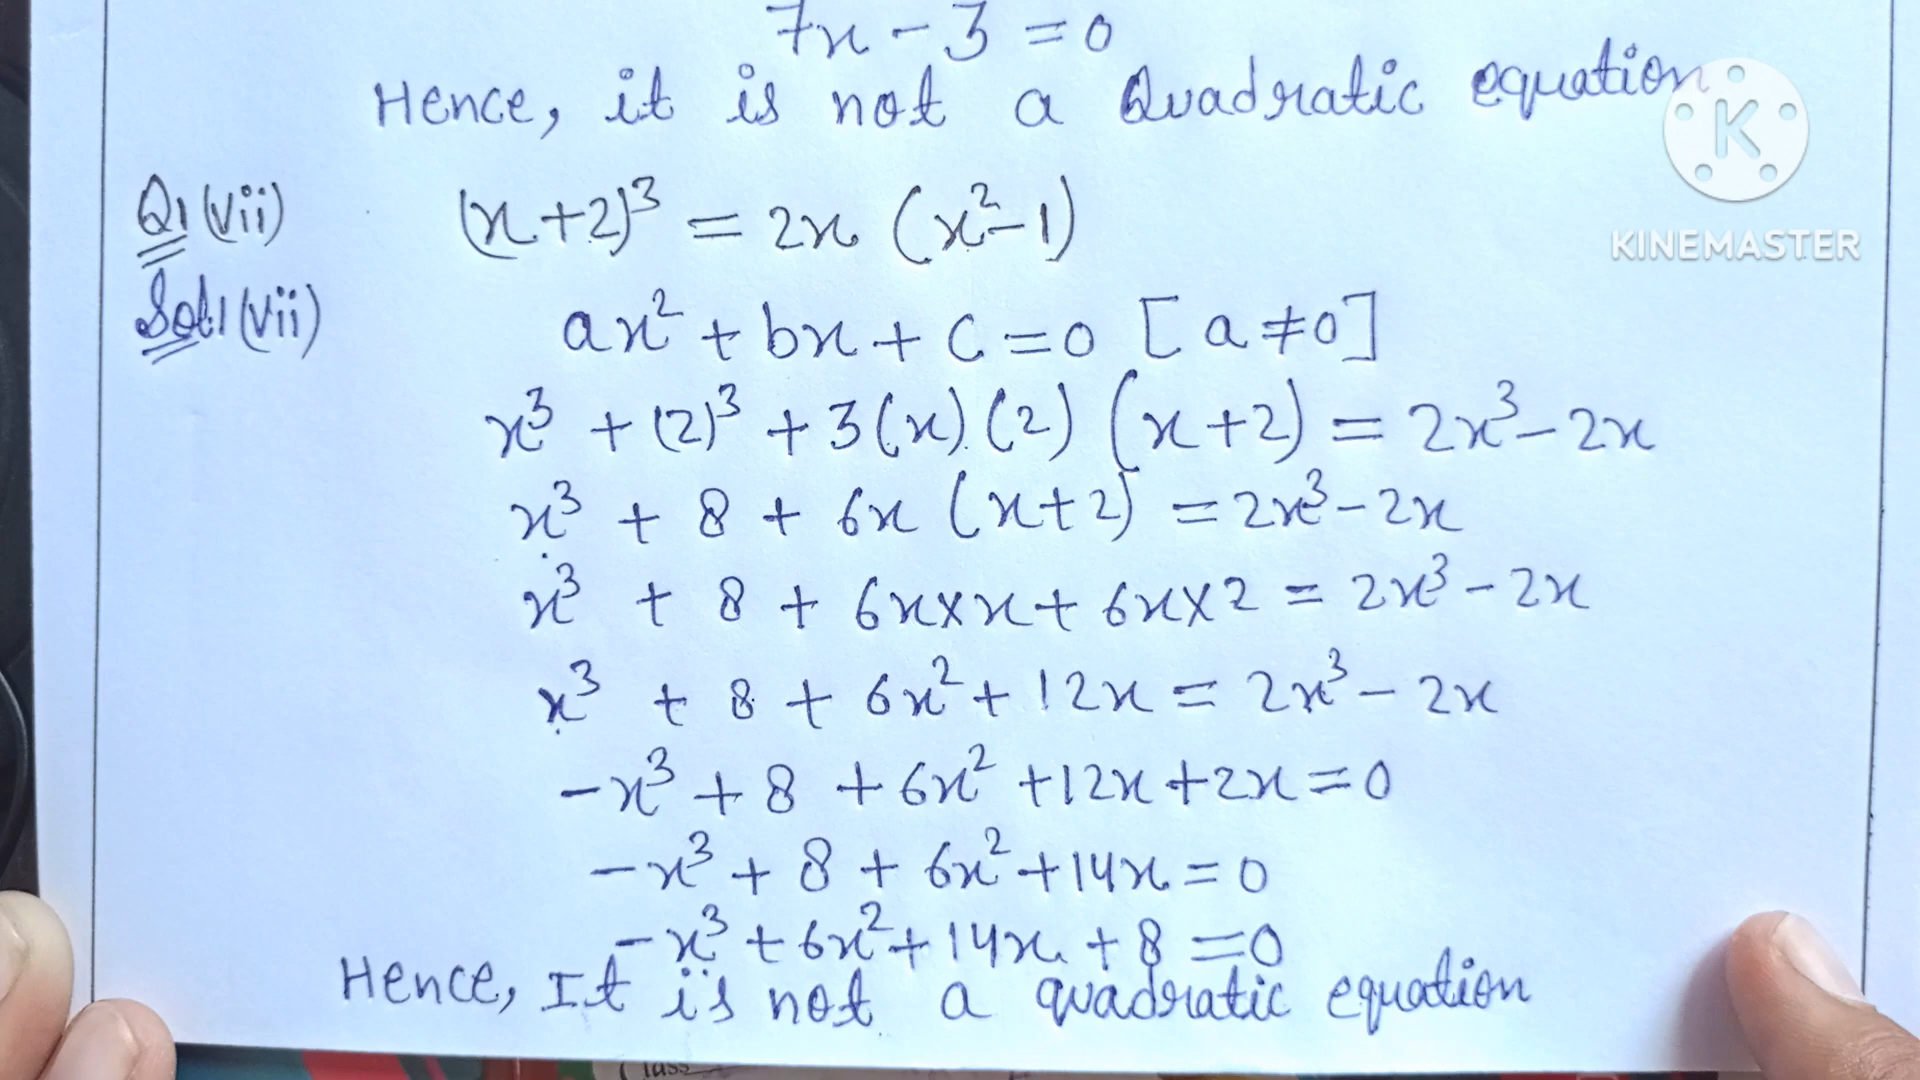 7x - 3 = 0
Hence, it is not a Quadratic equation
K
KINEMASTER
Q1(vii) (x+2)³ = 2x (x²-1)
Sol1(vii) ax² + bx + c = 0 [a ≠ 0]
x³ + (2)³ + 3(x)(2) (x+2) = 2x³ - 2x
x³ + 8 + 6x (x+2) = 2x³ - 2x
x³ + 8 + 6x×x + 6x×2 = 2x³ - 2x
x³ + 8 + 6x² + 12x = 2x³ - 2x
-x³ + 8 + 6x² + 12x + 2x = 0
-x³ + 8 + 6x² + 14x = 0
-x³ + 6x² + 14x + 8 = 0
Hence, It is not a quadratic equation
Class